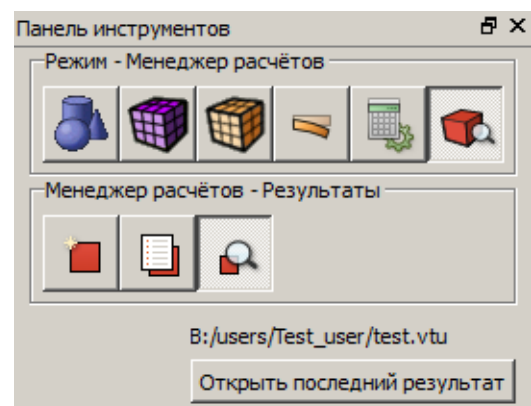 Панель инструментов
Режим - Менеджер расчётов
Менеджер расчётов - Результаты
B:/users/Test_user/test.vtu
Открыть последний результат